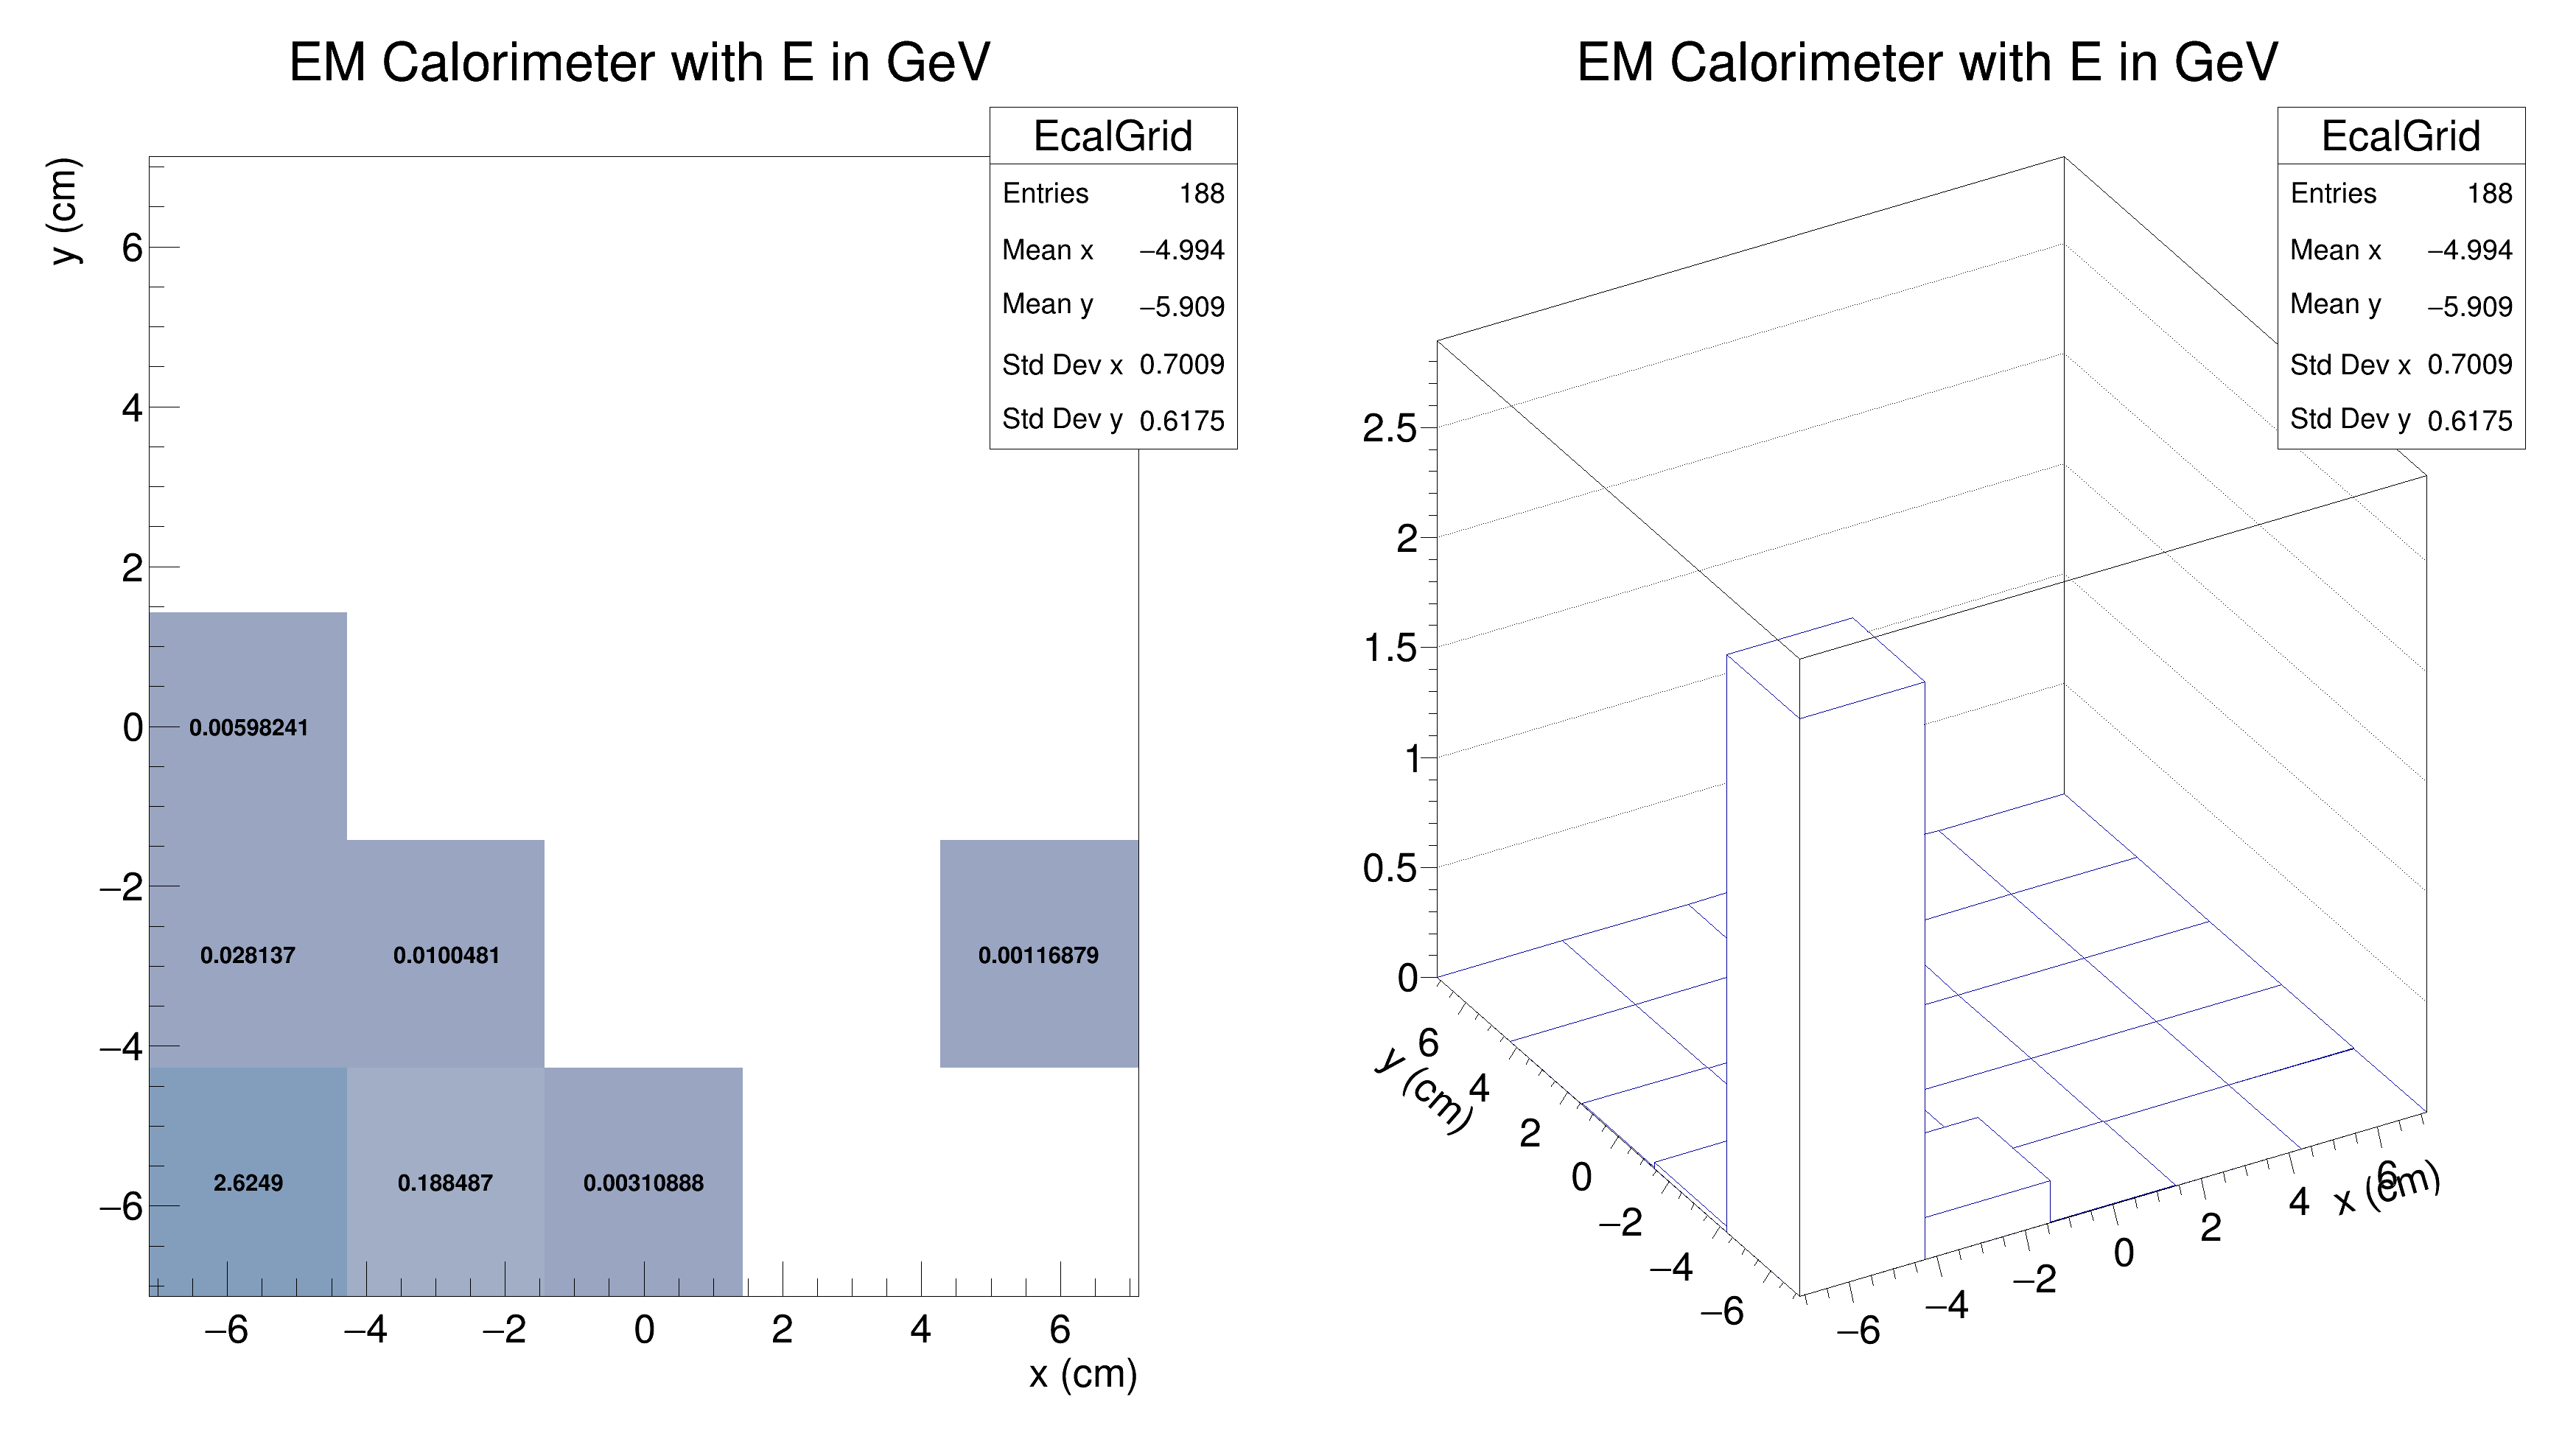 EM Calorimeter with E in GeV
EcalGrid
Entries 188
Mean x −4.994
Mean y −5.909
Std Dev x 0.7009
Std Dev y 0.6175
y (cm)
6
4
2
0
−2
−4
−6
0.00598241
0.028137 0.0100481 0.00116879
2.6249 0.188487 0.00310888
−6 −4 −2 0 2 4 6
x (cm)
EM Calorimeter with E in GeV
EcalGrid
Entries 188
Mean x −4.994
Mean y −5.909
Std Dev x 0.7009
Std Dev y 0.6175
2.5
2
1.5
1
0.5
0
y (cm)
6
4
2
0
−2
−4
−6
−6
−4
−2
0
2
4
6
x (cm)